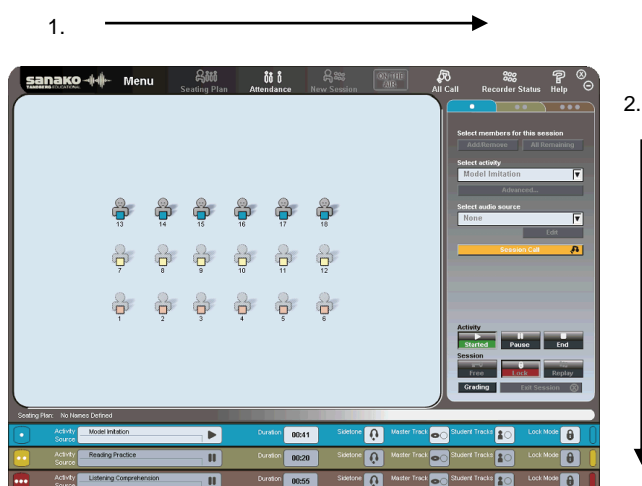 1.
2.
sanako Menu Seating Plan Attendance New Session ON THE AIR All Call Recorder Status Help
TANDBERG EDUCATIONAL
Select members for this session
Add/Remove All Remaining
Select activity
Model Imitation
Advanced...
Select audio source
None
Edit
Session Call
13 14 15 16 17 18
7 8 9 10 11 12
1 2 3 4 5 6
Activity
Started Pause End
Session
Free Lock Replay
Grading Exit Session
Seating Plan: No Names Defined
Activity Model Imitation Duration 00:41 Sidetone Master Track Student Tracks Lock Mode
Source
Activity Reading Practice Duration 00:20 Sidetone Master Track Student Tracks Lock Mode
Source
Activity Listening Comprehension Duration 00:55 Sidetone Master Track Student Tracks Lock Mode
Source